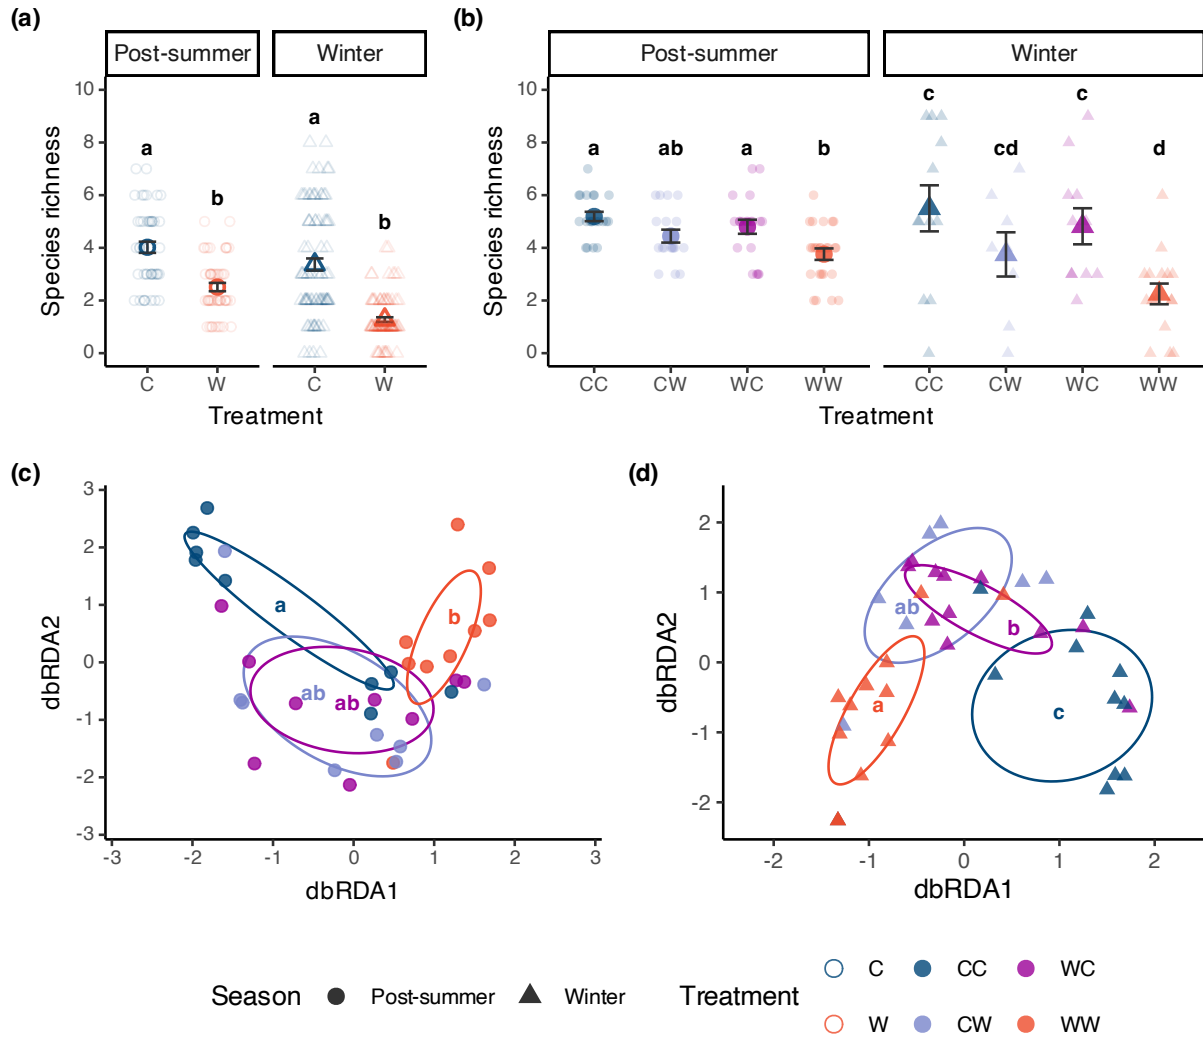 (a)
(b)
Post-summer
Winter
Post-summer
Winter
Species richness
10
8
6
4
2
0
a
b
a
b
C
W
C
W
Treatment
Species richness
10
8
6
4
2
0
a
ab
a
b
c
cd
c
d
CC
CW
WC
WW
CC
CW
WC
WW
Treatment
(c)
(d)
dbRDA2
3
2
1
0
-1
-2
-3
a
b
ab
ab
-3
-2
-1
0
1
2
3
dbRDA1
dbRDA2
2
1
0
-1
-2
ab
b
a
c
-2
-1
0
1
2
dbRDA1
Season
Post-summer
Winter
Treatment
C
CC
WC
W
CW
WW